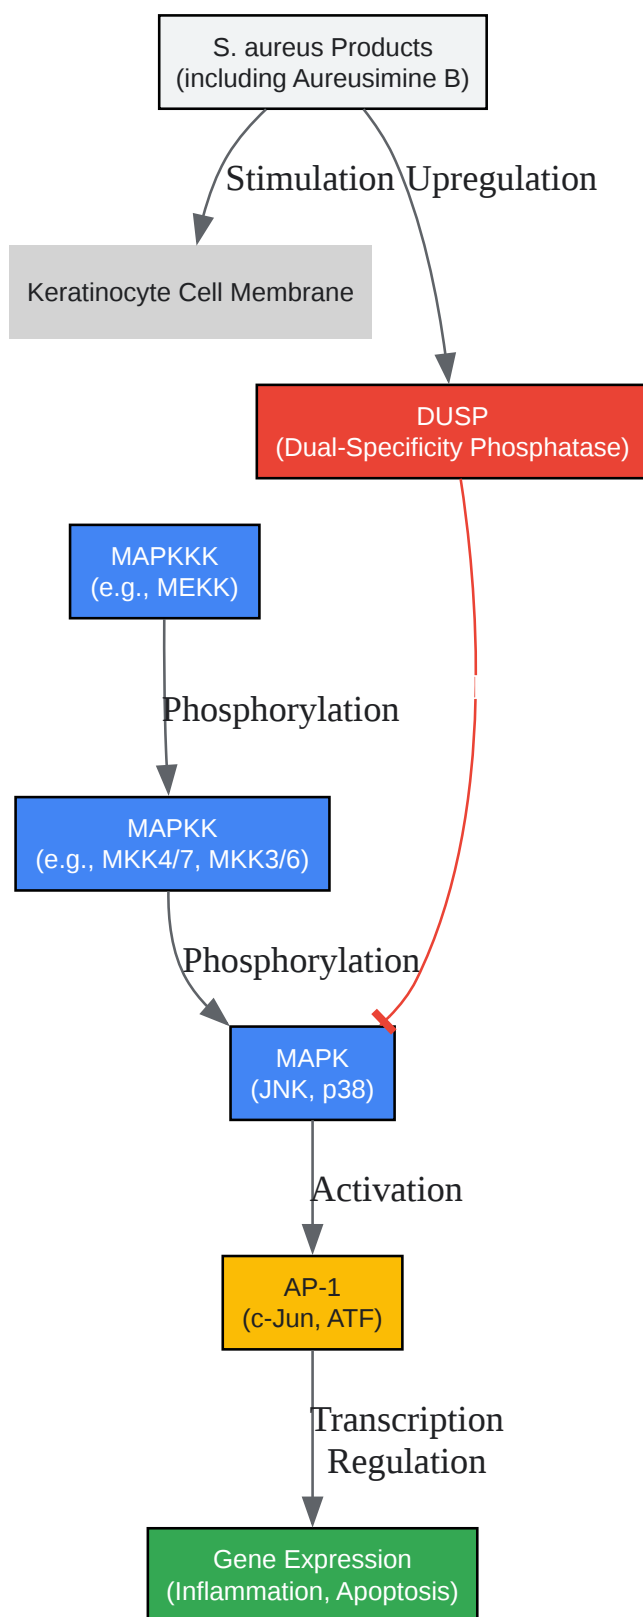 S. aureus Products
(including Aureusimine B)
Stimulation
Upregulation
Keratinocyte Cell Membrane
DUSP
(Dual-Specificity Phosphatase)
MAPKKK
(e.g., MEKK)
Phosphorylation
MAPKK
(e.g., MKK4/7, MKK3/6)
Phosphorylation
MAPK
(JNK, p38)
Activation
AP-1
(c-Jun, ATF)
Transcription
Regulation
Gene Expression
(Inflammation, Apoptosis)